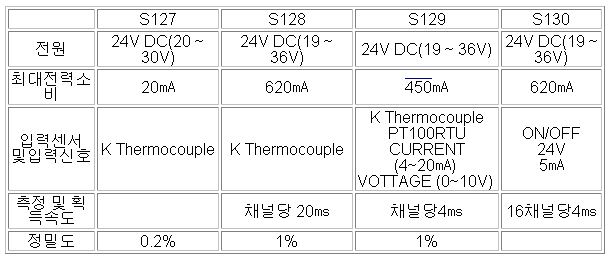 S127 S128 S129 S130
전원 24V DC(20 ~ 30V) 24V DC(19 ~ 36V) 24V DC(19 ~ 36V) 24V DC(19 ~ 36V)
최대전력소비 20mA 620mA 450mA 620mA
입력센서 및입력신호 K Thermocouple K Thermocouple K Thermocouple PT100RTU CURRENT (4~20mA) VOTTAGE (0~10V) ON/OFF 24V 5mA
측정 및 획득속도 채널당 20ms 채널당4ms 16채널당4ms
정밀도 0.2% 1% 1%